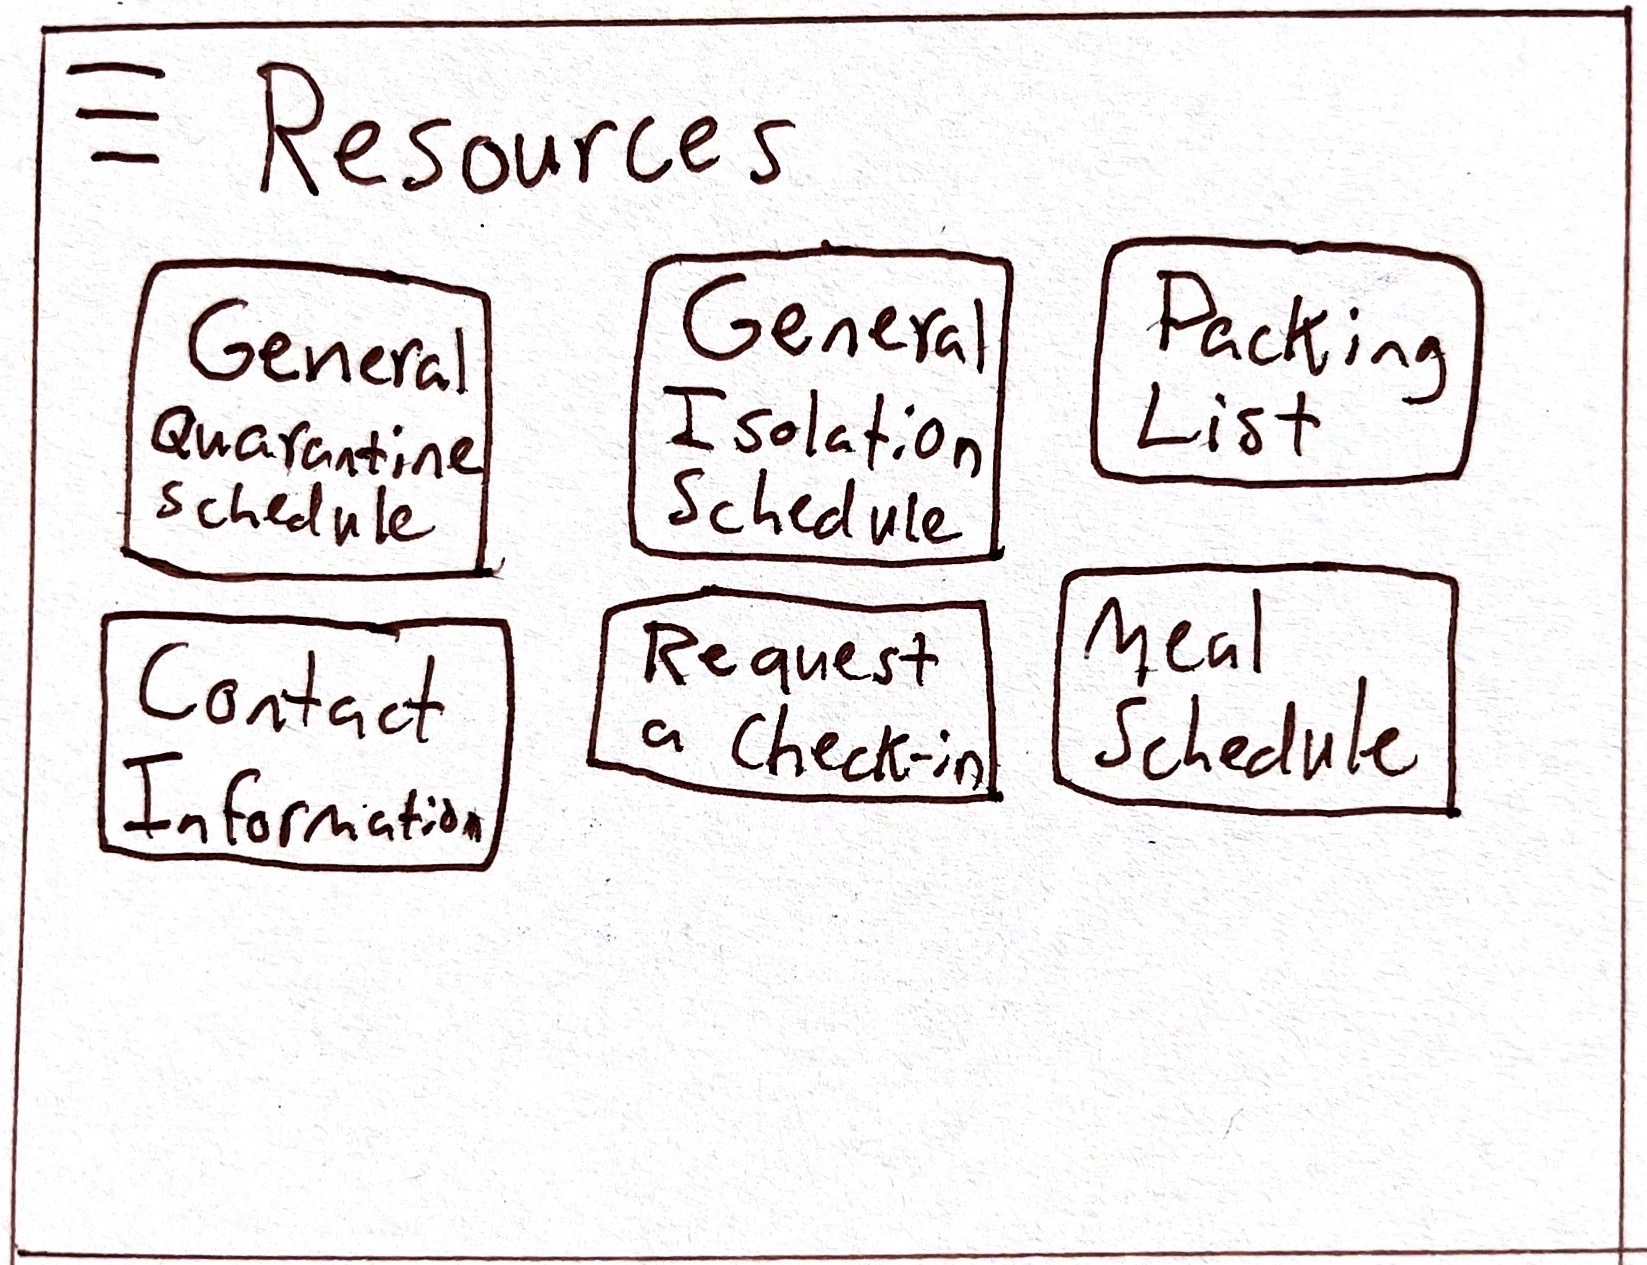 Resources
General
Quarantine
Schedule
General
Isolation
Schedule
Packing
List
Contact
Information
Request
a Check-in
Meal
Schedule